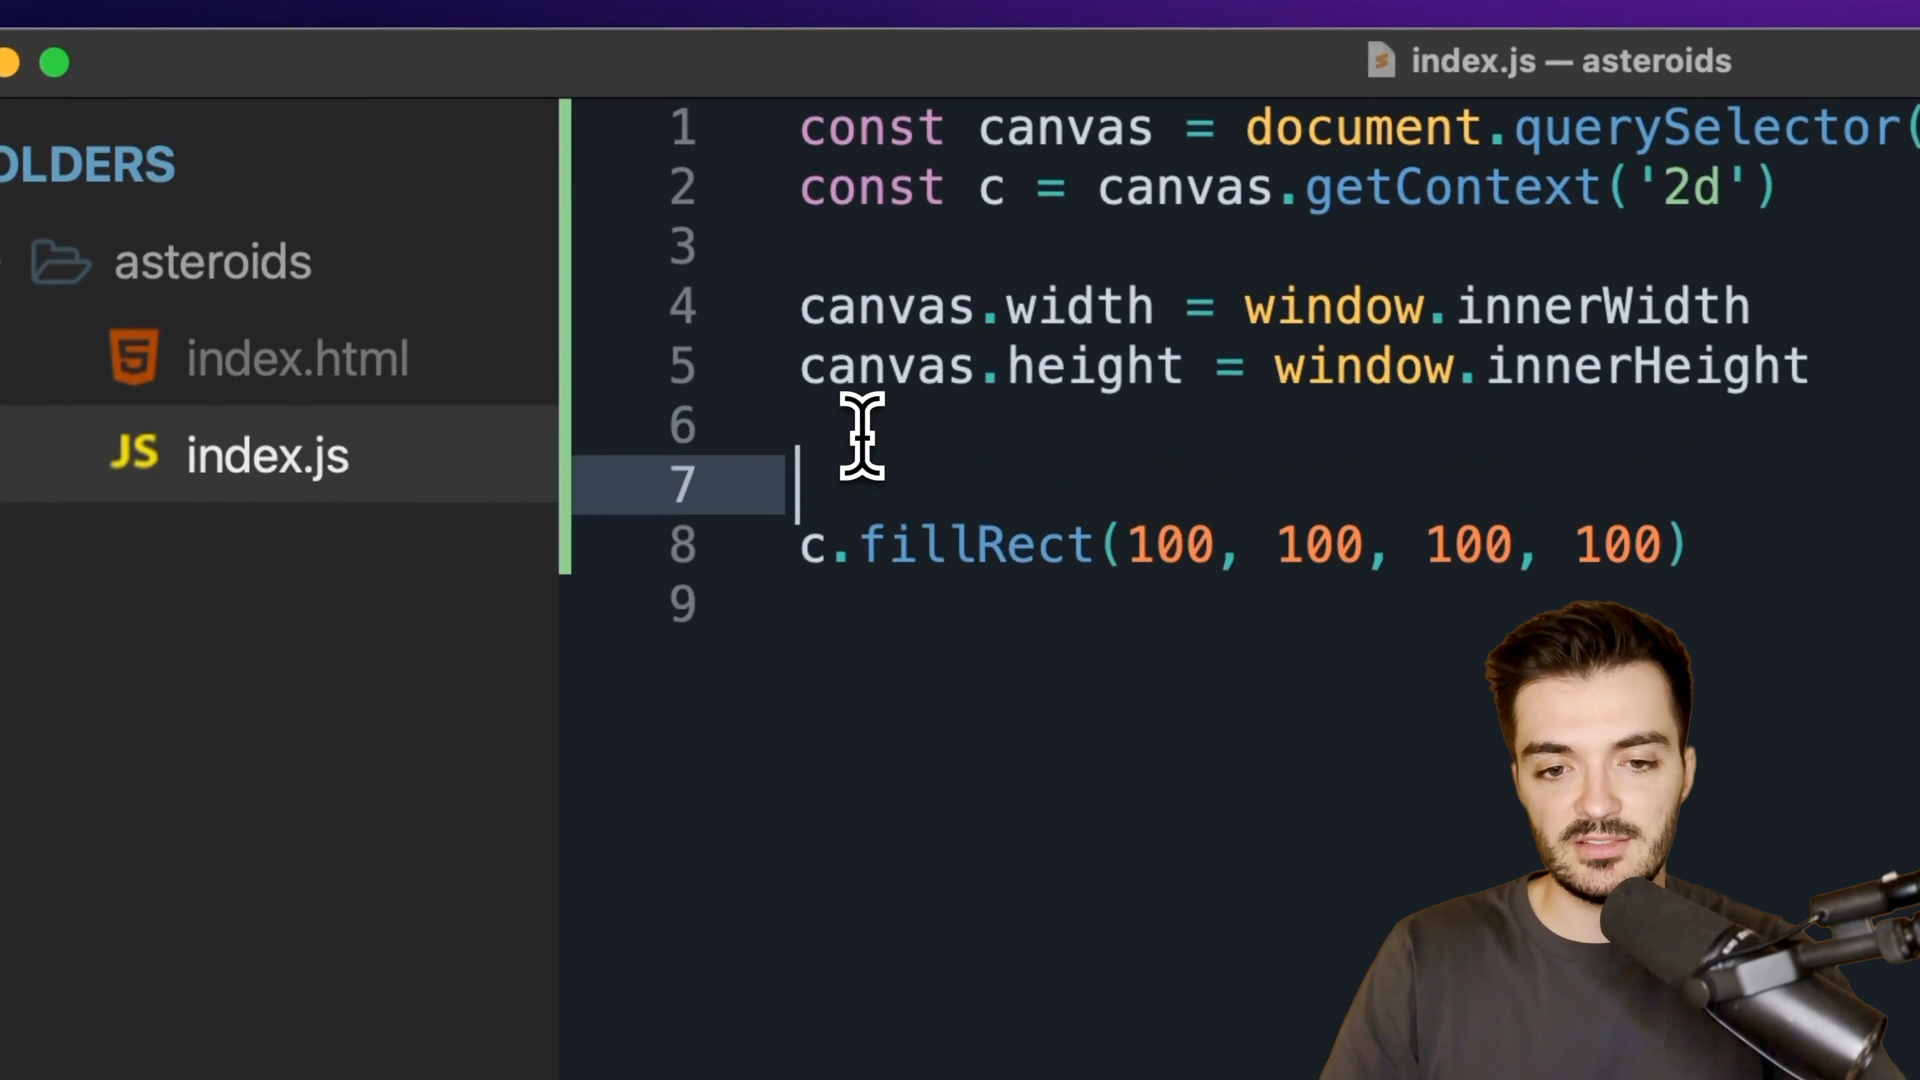 index.js — asteroids
OLDERS
asteroids
index.html
JS index.js
1 const canvas = document.querySelector(
2 const c = canvas.getContext('2d')
3
4 canvas.width = window.innerWidth
5 canvas.height = window.innerHeight
6
7
8 c.fillRect(100, 100, 100, 100)
9